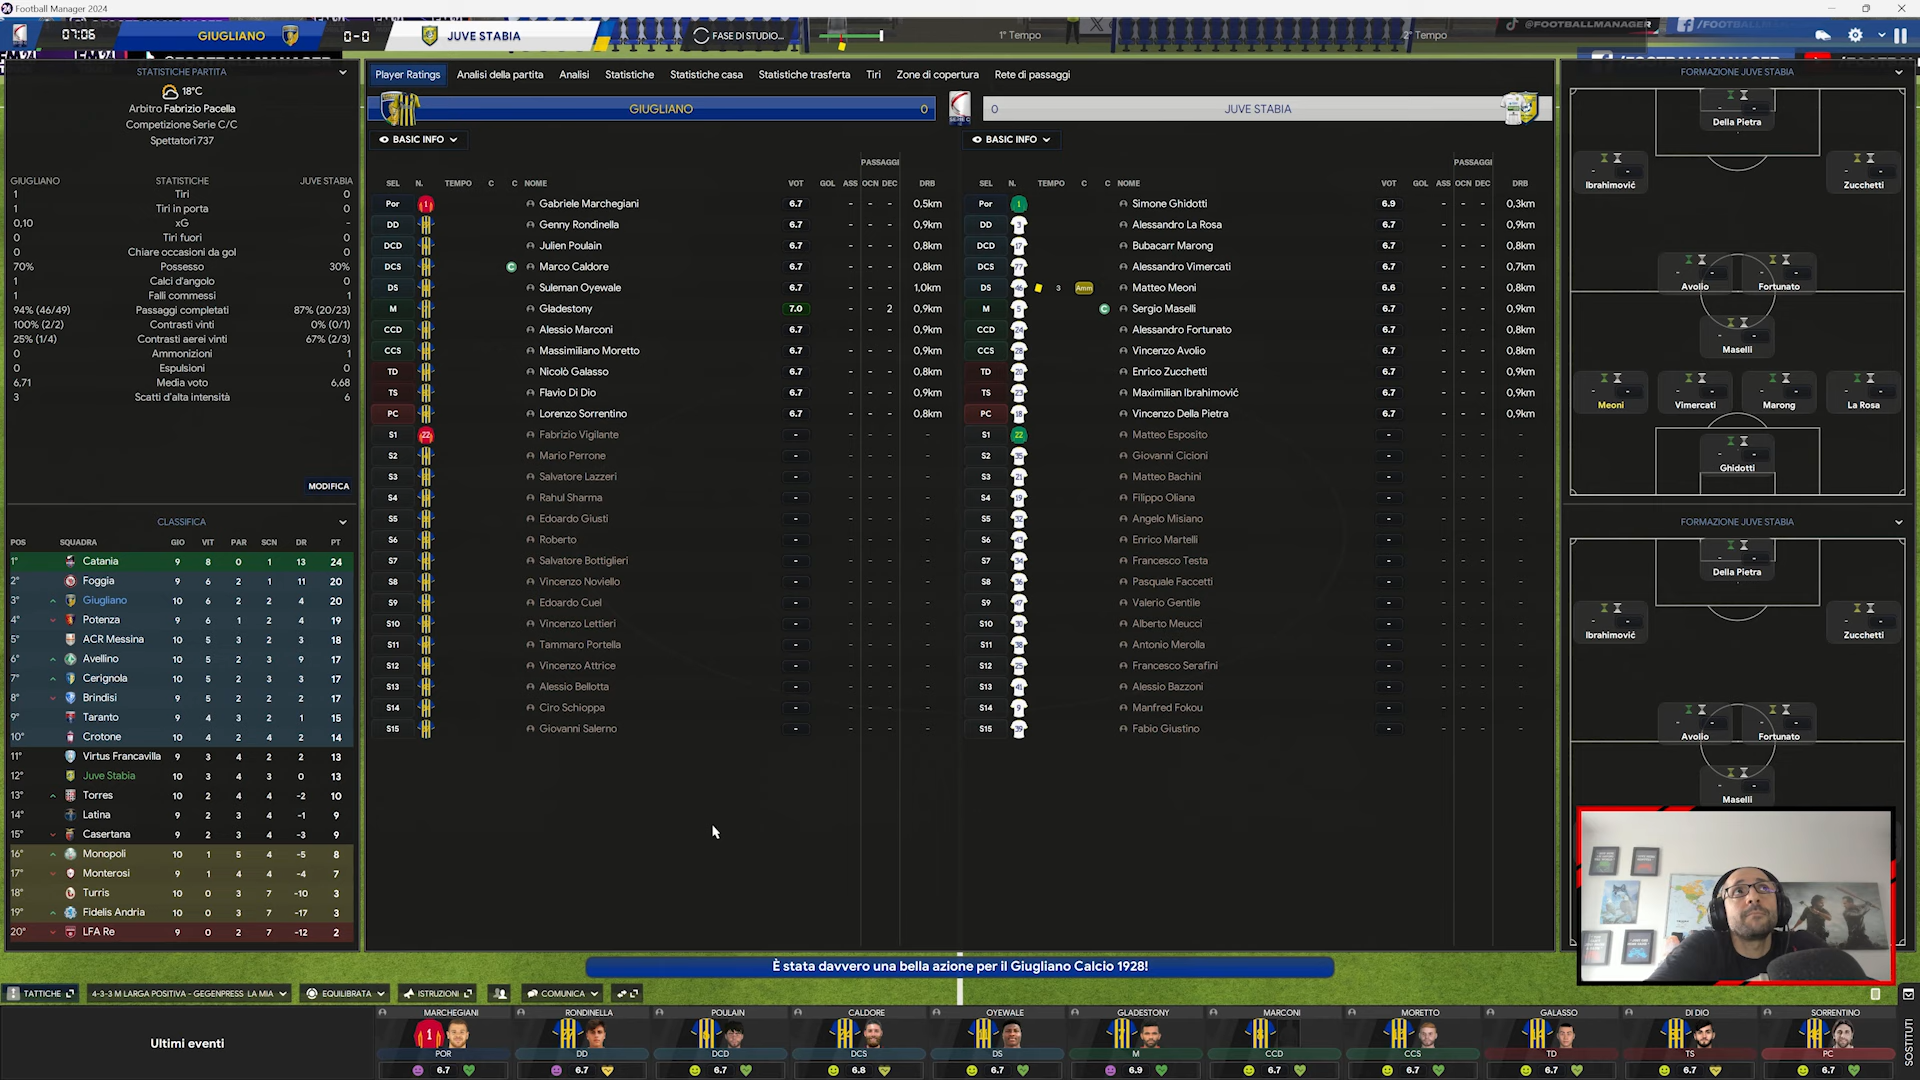 Football Manager 2024
07:06
GIUGLIANO
0-0
JUVE STABIA
FASE DI STUDIO...
1° Tempo
2° Tempo
@FOOTBALLMANAGER
STATISTICHE PARTITA
18°C
Arbitro Fabrizio Pacella
Competizione Serie C/C
Spettatori 737
GIUGLIANO STATISTICHE JUVE STABIA
1 Tiri 0
1 Tiri in porta 0
0,10 xG 0
0 Tiri fuori 0
0 Chiare occasioni da gol 0
70% Possesso 30%
1 Calci d'angolo 0
1 Falli commessi 1
94% (46/49) Passaggi completati 87% (20/23)
100% (2/2) Contrasti vinti 0% (0/1)
25% (1/4) Contrasti aerei vinti 67% (2/3)
0 Ammonizioni 1
0 Espulsioni 0
6,71 Media voto 6,68
3 Scatti d'alta intensità 6
MODIFICA
CLASSIFICA
POS SQUADRA GIO VIT PAR SCN DR PT
1° Catania 9 8 0 1 13 24
2° Foggia 9 6 2 1 11 20
3° Giugliano 10 6 2 2 4 20
4° Potenza 9 6 1 2 4 19
5° ACR Messina 10 5 3 2 3 18
6° Avellino 10 5 2 3 9 17
7° Cerignola 10 5 2 3 3 17
8° Brindisi 9 5 2 2 2 17
9° Taranto 9 4 3 2 1 15
10° Crotone 10 4 2 4 2 14
11° Virtus Francavilla 9 3 4 2 2 13
12° Juve Stabia 10 3 4 3 0 13
13° Torres 10 2 4 4 -2 10
14° Latina 9 2 3 4 -1 9
15° Casertana 9 2 3 4 -3 9
16° Monopoli 10 1 5 4 -5 8
17° Monterosi 9 1 4 4 -4 7
18° Turris 10 0 3 7 -10 3
19° Fidelis Andria 10 0 3 7 -17 3
20° LFA Re 9 0 2 7 -12 2
Player Ratings Analisi della partita Analisi Statistiche Statistiche casa Statistiche trasferta Tiri Zone di copertura Rete di passaggi
GIUGLIANO 0
0 JUVE STABIA
BASIC INFO
PASSAGGI
SEL N. TEMPO C C NOME VOT GOL ASS OCN DEC DRB
Por 1 Gabriele Marchegiani 6.7 - - - - 0,5km
DD Genny Rondinella 6.7 - - - - 0,9km
DCD Julien Poulain 6.7 - - - - 0,8km
DCS C Marco Caldore 6.7 - - - - 0,8km
DS Suleman Oyewale 6.7 - - - - 1,0km
M Gladestony 7.0 - - - 2 0,9km
CCD Alessio Marconi 6.7 - - - - 0,9km
CCS Massimiliano Moretto 6.7 - - - - 0,9km
TD Nicolò Galasso 6.7 - - - - 0,8km
TS Flavio Di Dio 6.7 - - - - 0,9km
PC Lorenzo Sorrentino 6.7 - - - - 0,8km
S1 22 Fabrizio Vigilante - - - - - -
S2 Mario Perrone - - - - - -
S3 Salvatore Lazzeri - - - - - -
S4 Rahul Sharma - - - - - -
S5 Edoardo Giusti - - - - - -
S6 Roberto - - - - - -
S7 Salvatore Bottiglieri - - - - - -
S8 Vincenzo Noviello - - - - - -
S9 Edoardo Cuel - - - - - -
S10 Vincenzo Lettieri - - - - - -
S11 Tammaro Portella - - - - - -
S12 Vincenzo Attrice - - - - - -
S13 Alessio Bellotta - - - - - -
S14 Ciro Schioppa - - - - - -
S15 Giovanni Salerno - - - - - -
BASIC INFO
PASSAGGI
SEL N. TEMPO C C NOME VOT GOL ASS OCN DEC DRB
Por 1 Simone Ghidotti 6.9 - - - - 0,3km
DD 3 Alessandro La Rosa 6.7 - - - - 0,9km
DCD 17 Bubacarr Marong 6.7 - - - - 0,8km
DCS 77 Alessandro Vimercati 6.7 - - - - 0,7km
DS 46 3 Amm Matteo Meoni 6.6 - - - - 0,8km
M 5 C Sergio Maselli 6.7 - - - - 0,9km
CCD 24 Alessandro Fortunato 6.7 - - - - 0,8km
CCS 28 Vincenzo Avolio 6.7 - - - - 0,8km
TD 20 Enrico Zucchetti 6.7 - - - - 0,9km
TS 23 Maximilian Ibrahimović 6.7 - - - - 0,9km
PC 18 Vincenzo Della Pietra 6.7 - - - - 0,9km
S1 22 Matteo Esposito - - - - - -
S2 Giovanni Cicioni - - - - - -
S3 21 Matteo Bachini - - - - - -
S4 19 Filippo Oliana - - - - - -
S5 Angelo Misiano - - - - - -
S6 Enrico Martelli - - - - - -
S7 Francesco Testa - - - - - -
S8 Pasquale Faccetti - - - - - -
S9 Valerio Gentile - - - - - -
S10 Alberto Meucci - - - - - -
S11 Antonio Merolla - - - - - -
S12 Francesco Serafini - - - - - -
S13 Alessio Bazzoni - - - - - -
S14 9 Manfred Fokou - - - - - -
S15 Fabio Giustino - - - - - -
FORMAZIONE JUVE STABIA
Della Pietra
Ibrahimović Zucchetti
Avolio Fortunato
Maselli
Meoni Vimercati Marong La Rosa
Ghidotti
FORMAZIONE JUVE STABIA
Della Pietra
Ibrahimović Zucchetti
Avolio Fortunato
Maselli
È stata davvero una bella azione per il Giugliano Calcio 1928!
TATTICHE
4-3-3 M LARGA POSITIVA - GEGENPRESS LA MIA
EQUILIBRATA
ISTRUZIONI
COMUNICA
Ultimi eventi
MARCHEGIANI RONDINELLA POULAIN CALDORE OYEWALE GLADESTONY MARCONI MORETTO GALASSO DI DIO SORRENTINO
POR DD DCD DCS DS M CCD CCS TD TS PC
6.7 6.7 6.7 6.8 6.7 6.9 6.7 6.7 6.7 6.7 6.7
SOSTITUTI